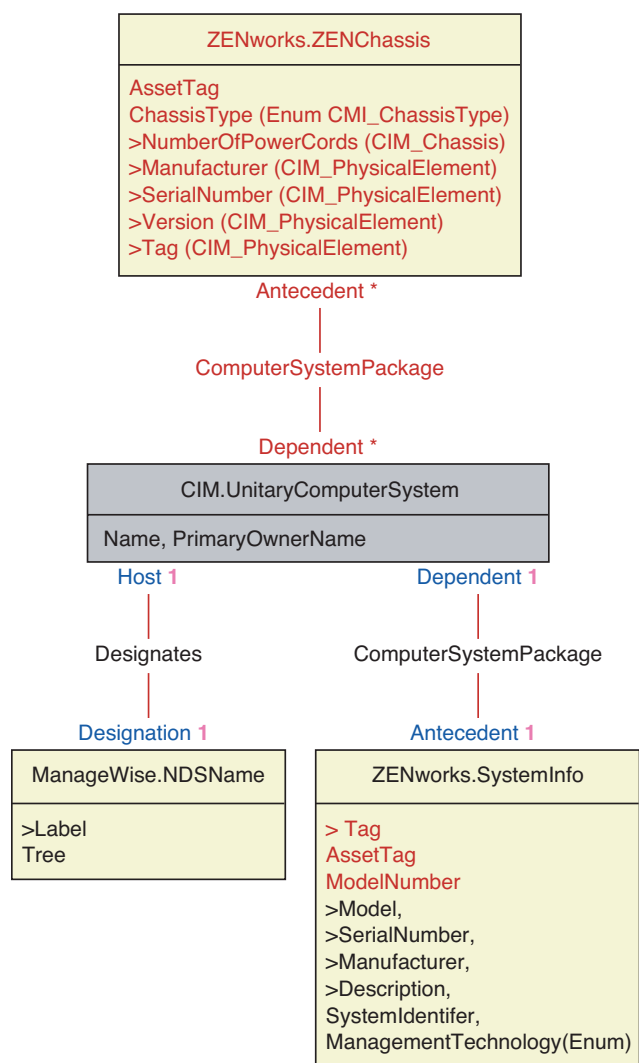 ZENworks.ZENChassis
AssetTag
ChassisType (Enum CMI_ChassisType)
>NumberOfPowerCords (CIM_Chassis)
>Manufacturer (CIM_PhysicalElement)
>SerialNumber (CIM_PhysicalElement)
>Version (CIM_PhysicalElement)
>Tag (CIM_PhysicalElement)
Antecedent *
ComputerSystemPackage
Dependent *
CIM.UnitaryComputerSystem
Name, PrimaryOwnerName
Host 1
Dependent 1
Designates
ComputerSystemPackage
Designation 1
Antecedent 1
ManageWise.NDSName
>Label
Tree
ZENworks.SystemInfo
> Tag
AssetTag
ModelNumber
>Model,
>SerialNumber,
>Manufacturer,
>Description,
SystemIdentifer,
ManagementTechnology(Enum)